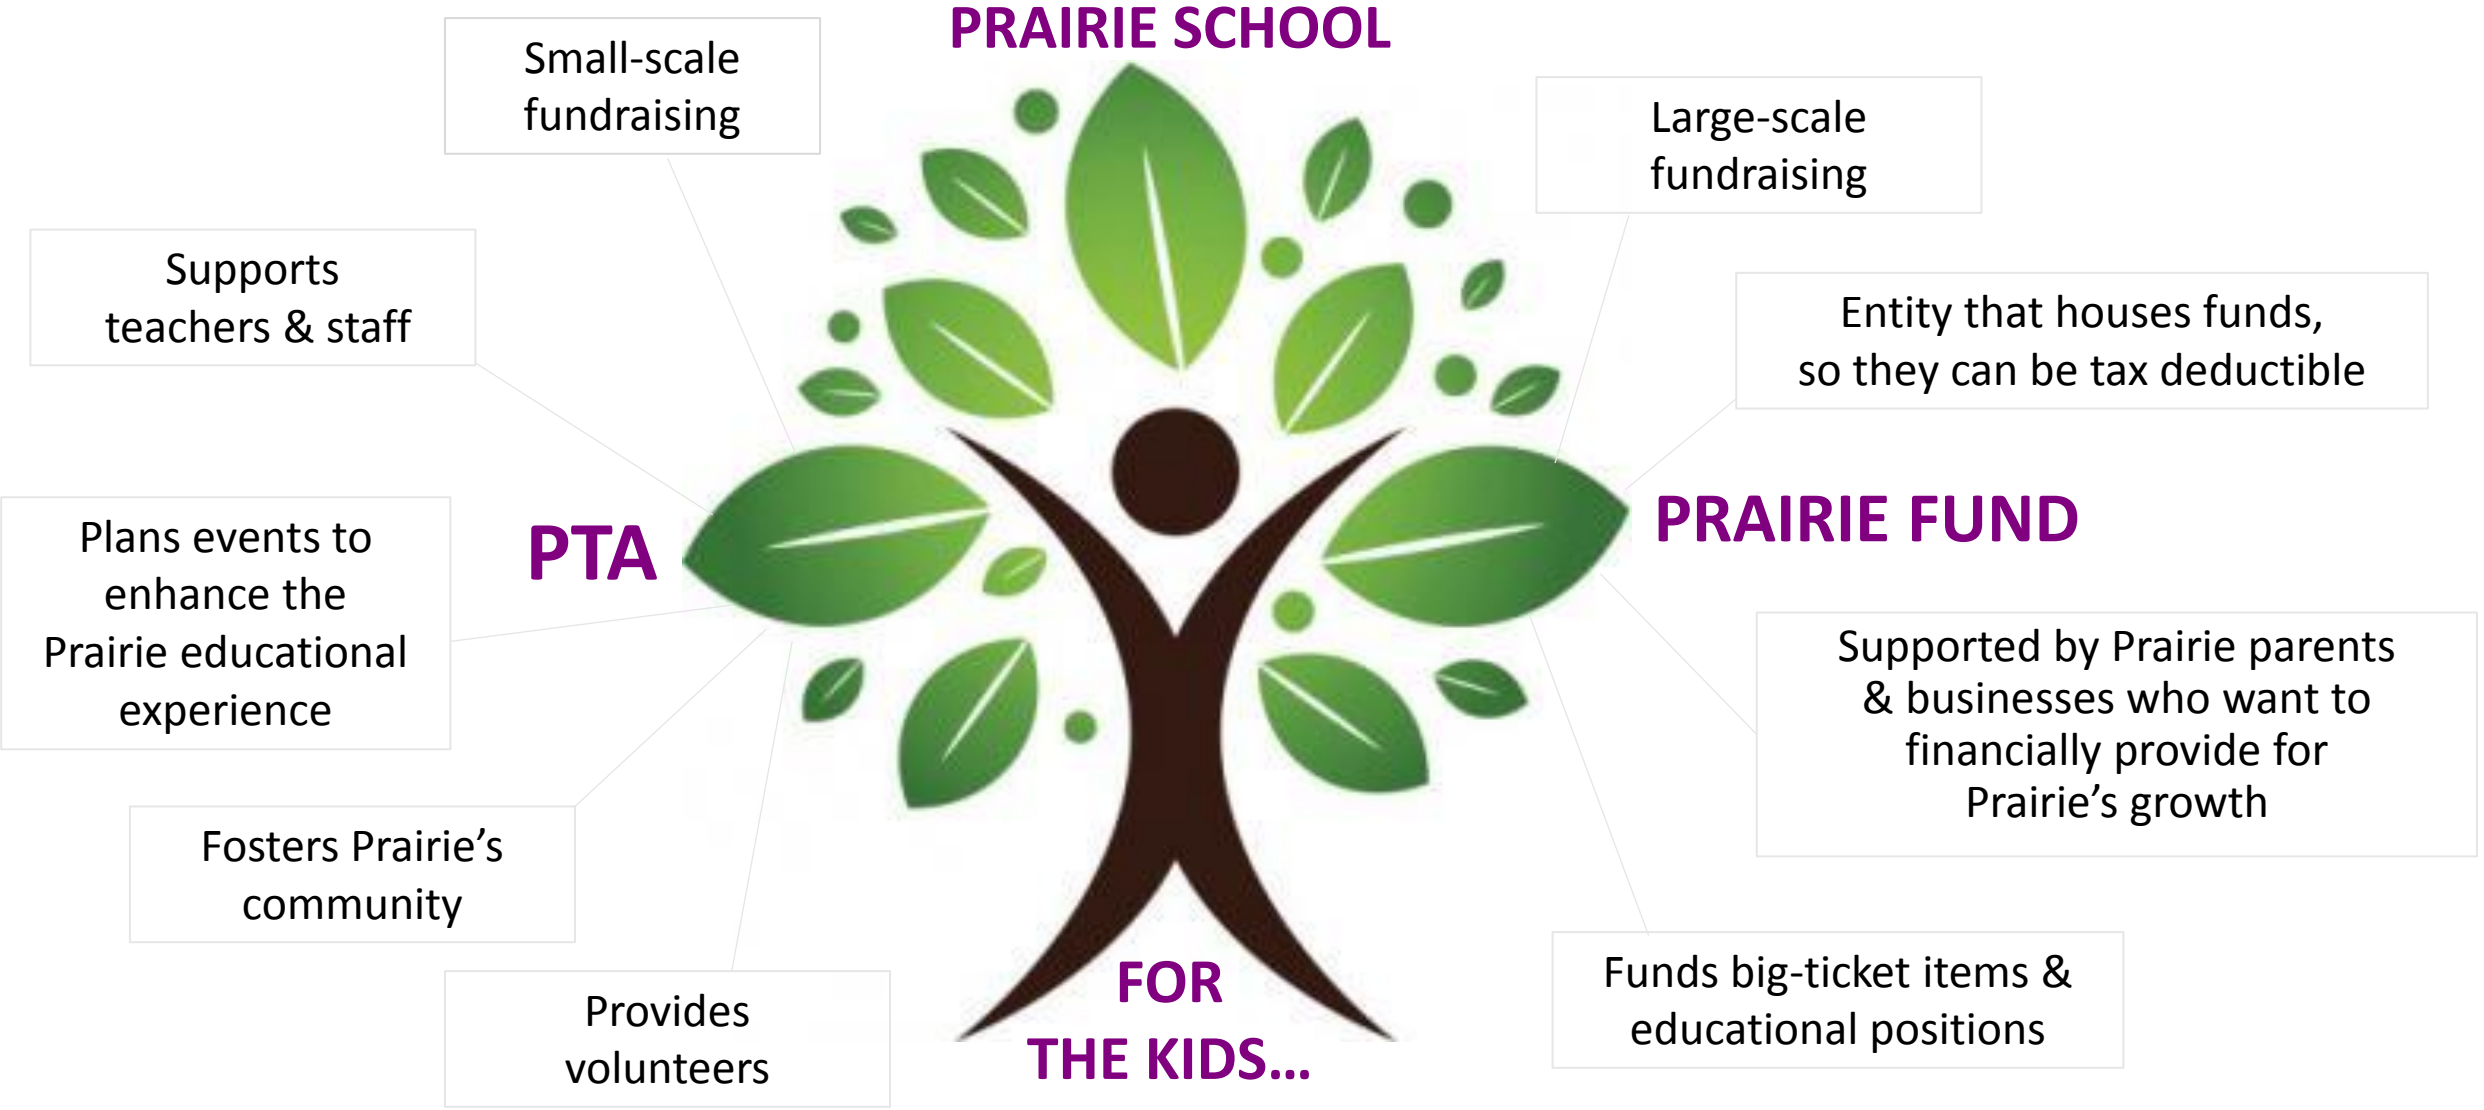 PRAIRIE SCHOOL
Small-scale
fundraising
Supports
teachers & staff
PTA
Plans events to
enhance the
Prairie educational
experience
Fosters Prairie’s
community
Provides
volunteers
Large-scale
fundraising
Entity that houses funds,
so they can be tax deductible
PRAIRIE FUND
Supported by Prairie parents
& businesses who want to
financially provide for
Prairie’s growth
Funds big-ticket items &
educational positions
FOR
THE KIDS…